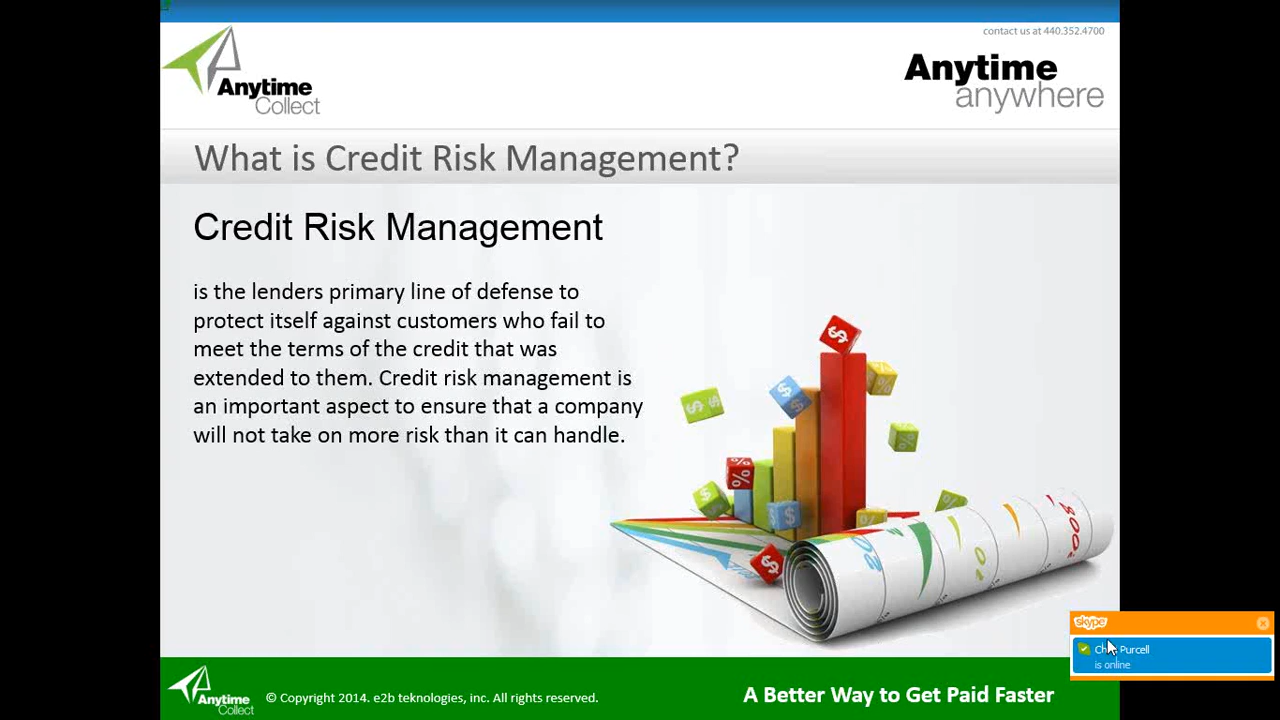 contact us at 440.352.4700
Anytime
Collect
Anytime
anywhere
What is Credit Risk Management?
Credit Risk Management
is the lenders primary line of defense to
protect itself against customers who fail to
meet the terms of the credit that was
extended to them. Credit risk management is
an important aspect to ensure that a company
will not take on more risk than it can handle.
skype
Purcell
is online
Anytime
Collect
© Copyright 2014. e2b teknologies, inc. All rights reserved.
A Better Way to Get Paid Faster